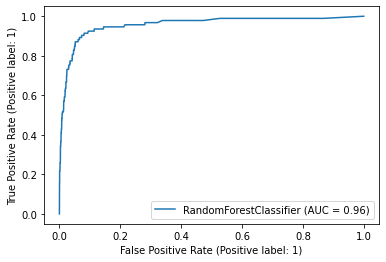 True Positive Rate (Positive label: 1)
1.0
0.8
0.6
0.4
0.2
0.0
RandomForestClassifier (AUC = 0.96)
0.0 0.2 0.4 0.6 0.8 1.0
False Positive Rate (Positive label: 1)